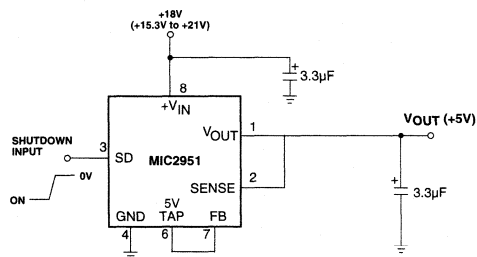 +18V
(+15.3V to +21V)
+
3.3µF
8
+VIN
VOUT
1
VOUT (+5V)
SHUTDOWN
INPUT
3
SD
MIC2951
0V
ON
SENSE
2
+
3.3µF
5V
GND
TAP
FB
4
6
7